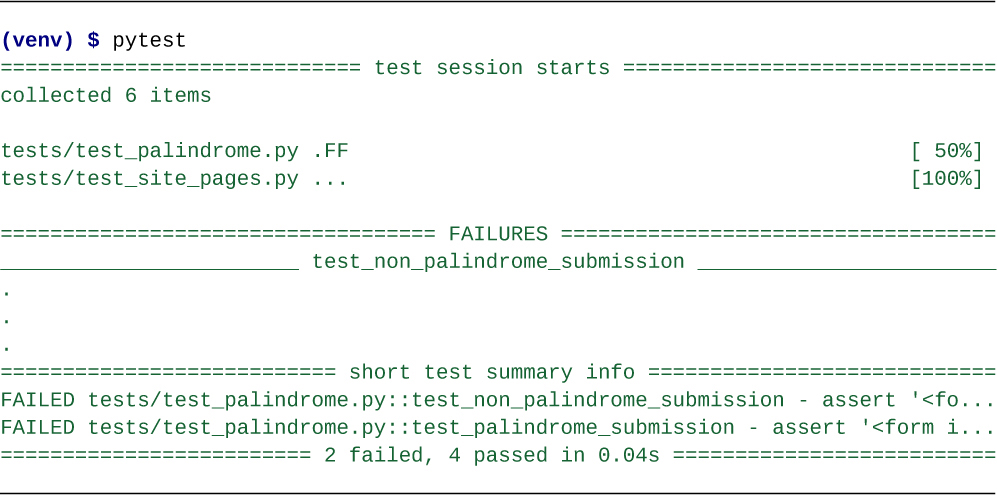 (venv) $ pytest
============================= test session starts ==============================
collected 6 items
tests/test_palindrome.py .FF [ 50%]
tests/test_site_pages.py ... [100%]
=================================== FAILURES ===================================
________________________ test_non_palindrome_submission ________________________
.
.
.
=========================== short test summary info ============================
FAILED tests/test_palindrome.py::test_non_palindrome_submission - assert '<fo...
FAILED tests/test_palindrome.py::test_palindrome_submission - assert '<form i...
========================= 2 failed, 4 passed in 0.04s ==========================